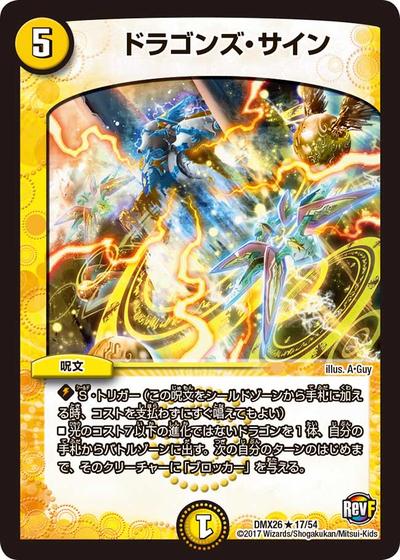 5
ドラゴンズ・サイン
呪文
illus. A・Guy
S・トリガー (この呪文をシールドゾーンから手札に加え
る時、コストを支払わずにすぐ唱えてもよい)
■ 光のコスト7以下の進化ではないドラゴンを1体、自分の
手札からバトルゾーンに出す。次の自分のターンのはじめま
で、そのクリーチャーに「ブロッカー」を与える。
1
RevF
DMX26 ★ 17/54
©2017 Wizards/Shogakukan/Mitsui-Kids